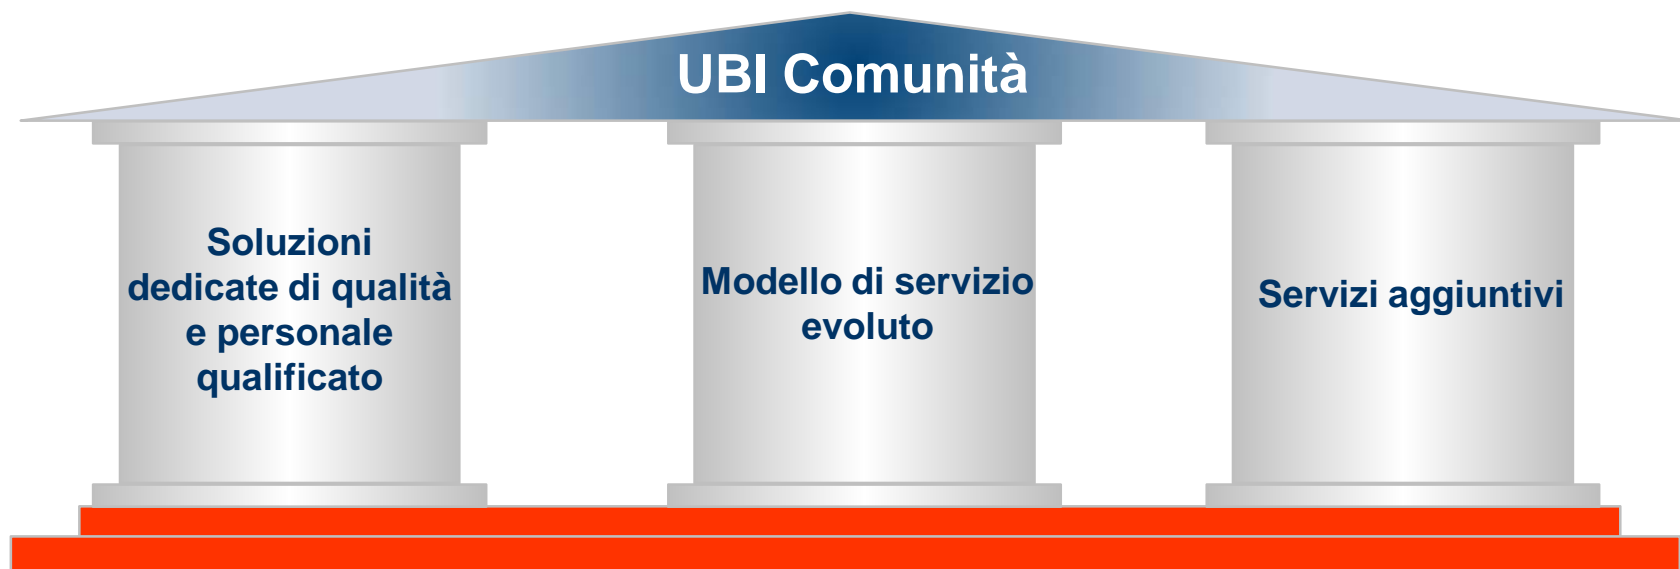 UBI Comunità
Soluzioni
dedicate di qualità
e personale
qualificato
Modello di servizio
evoluto
Servizi aggiuntivi